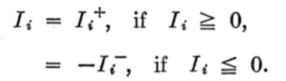 I_i = I_i^+, if I_i ≧ 0,
= −I_i^−, if I_i ≦ 0.